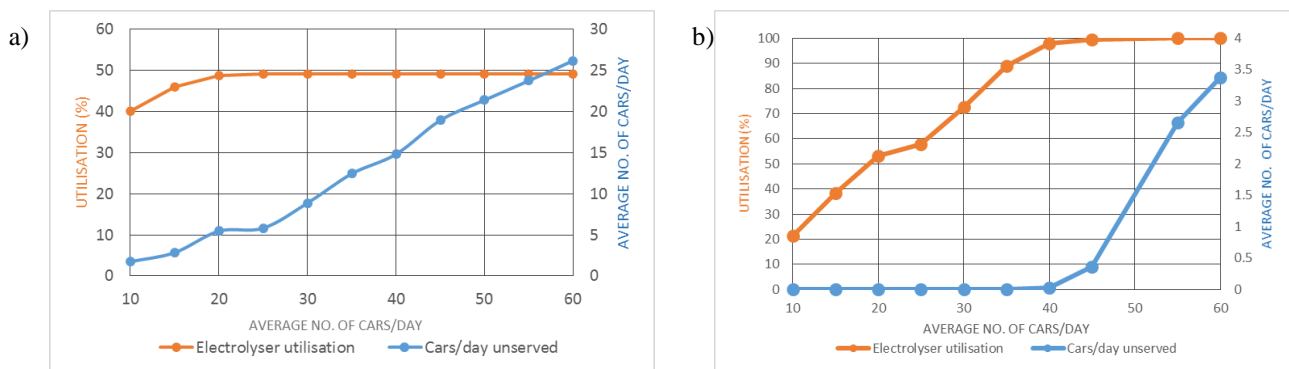 a)
60
50
40
30
20
10
0
UTILISATION (%)
30
25
20
15
10
5
0
AVERAGE NO. OF CARS/DAY
10 20 30 40 50 60
AVERAGE NO. OF CARS/DAY
Electrolyser utilisation Cars/day unserved
b)
100
90
80
70
60
50
40
30
20
10
0
UTILISATION (%)
4
3.5
3
2.5
2
1.5
1
0.5
0
AVERAGE NO. OF CARS/DAY
10 20 30 40 50 60
AVERAGE NO. OF CARS/DAY
Electrolyser utilisation Cars/day unserved